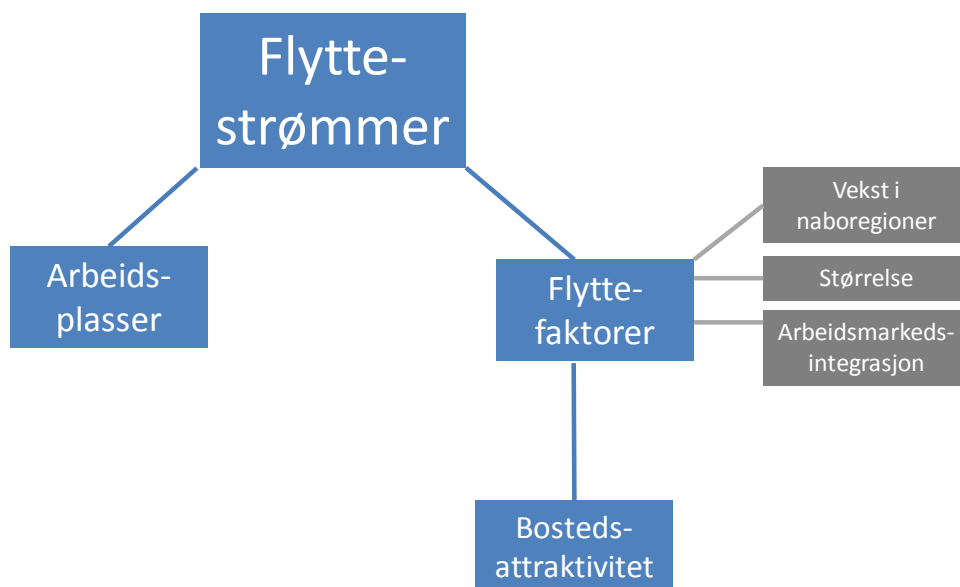 Flytte-
strømmer
Arbeids-
plasser
Flytte-
faktorer
Vekst i
naboregioner
Størrelse
Arbeidsmarkeds-
integrasjon
Bosteds-
attraktivitet